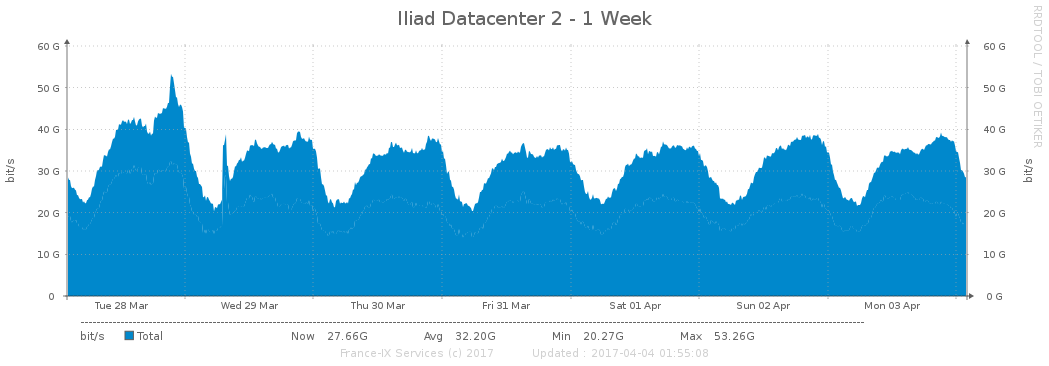 Iliad Datacenter 2 - 1 Week
RRDTOOL / TOBI OETIKER
60 G 60 G
50 G 50 G
40 G 40 G
30 G 30 G
20 G 20 G
10 G 10 G
0 0 G
bit/s
bit/s
Tue 28 Mar Wed 29 Mar Thu 30 Mar Fri 31 Mar Sat 01 Apr Sun 02 Apr Mon 03 Apr
bit/s Total Now 27.66G Avg 32.20G Min 20.27G Max 53.26G
France-IX Services (c) 2017 Updated : 2017-04-04 01:55:08